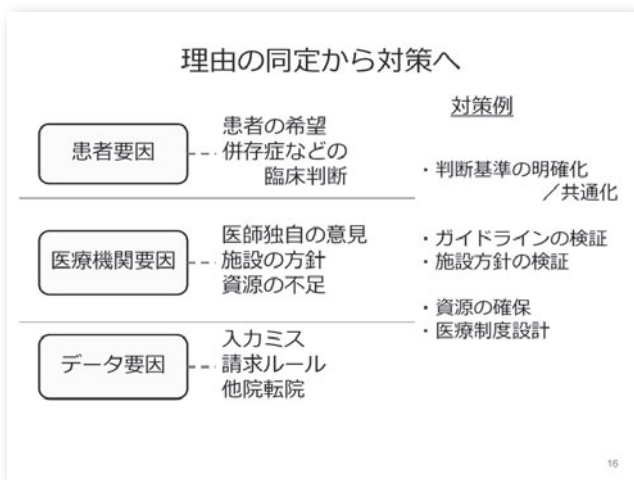 理由の同定から対策へ
患者要因
患者の希望
併存症などの
臨床判断
医療機関要因
医師独自の意見
施設の方針
資源の不足
データ要因
入力ミス
請求ルール
他院転院
対策例
・判断基準の明確化
／共通化
・ガイドラインの検証
・施設方針の検証
・資源の確保
・医療制度設計
16